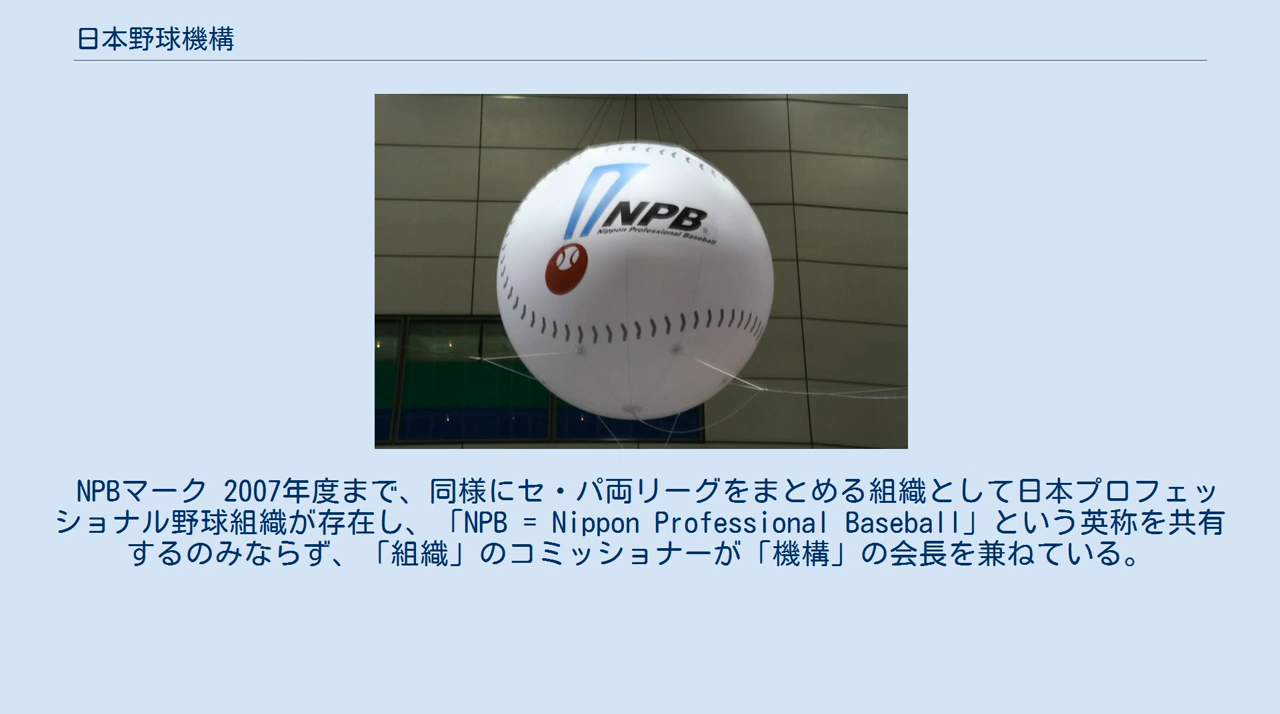 日本野球機構
NPB
R
Nippon Professional Baseball
NPBマーク 2007年度まで、同様にセ・パ両リーグをまとめる組織として日本プロフェッ
ショナル野球組織が存在し、「NPB = Nippon Professional Baseball」という英称を共有
するのみならず、「組織」のコミッショナーが「機構」の会長を兼ねている。